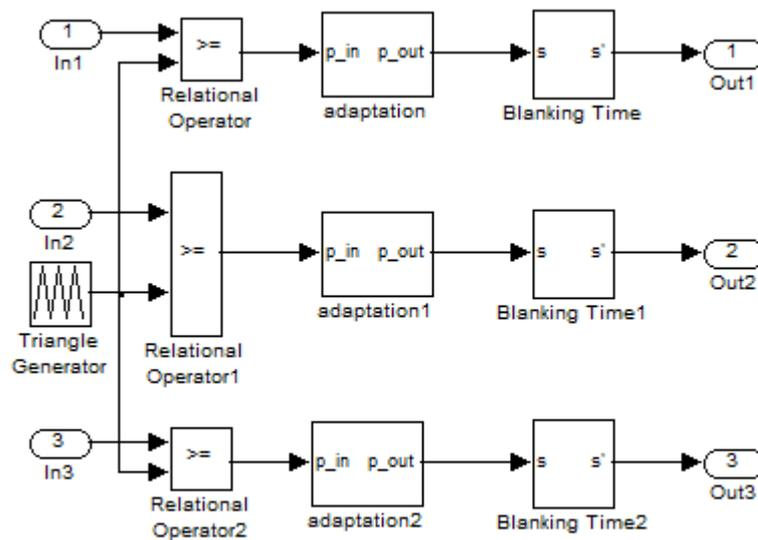 1
In1
>=
Relational
Operator
p_in p_out
adaptation
s s'
Blanking Time
1
Out1
2
In2
>=
Relational
Operator1
p_in p_out
adaptation1
s s'
Blanking Time1
2
Out2
Triangle
Generator
3
In3
>=
Relational
Operator2
p_in p_out
adaptation2
s s'
Blanking Time2
3
Out3